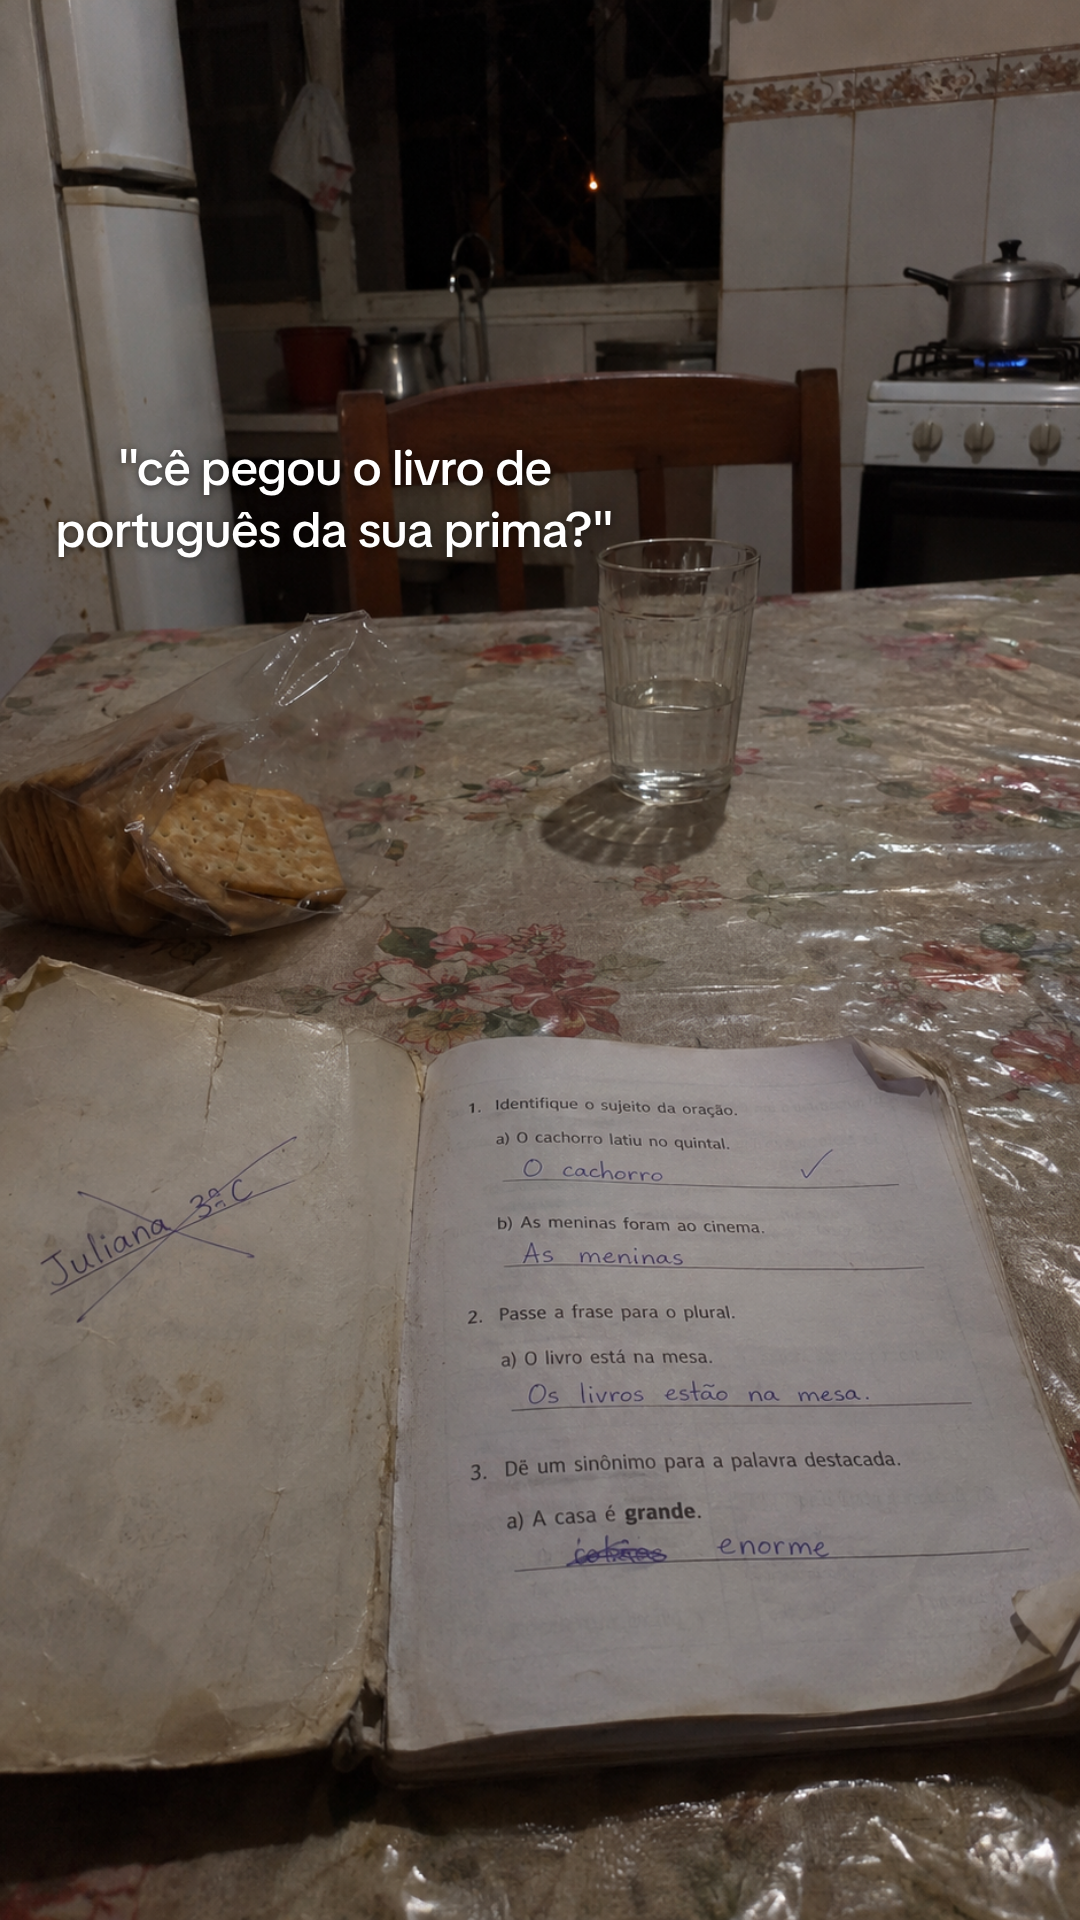 "cê pegou o livro de
português da sua prima?"
Juliana 3ª C
1. Identifique o sujeito da oração.
a) O cachorro latiu no quintal.
O cachorro ✓
b) As meninas foram ao cinema.
As meninas
2. Passe a frase para o plural.
a) O livro está na mesa.
Os livros estão na mesa.
3. Dê um sinônimo para a palavra destacada.
a) A casa é grande.
enorme